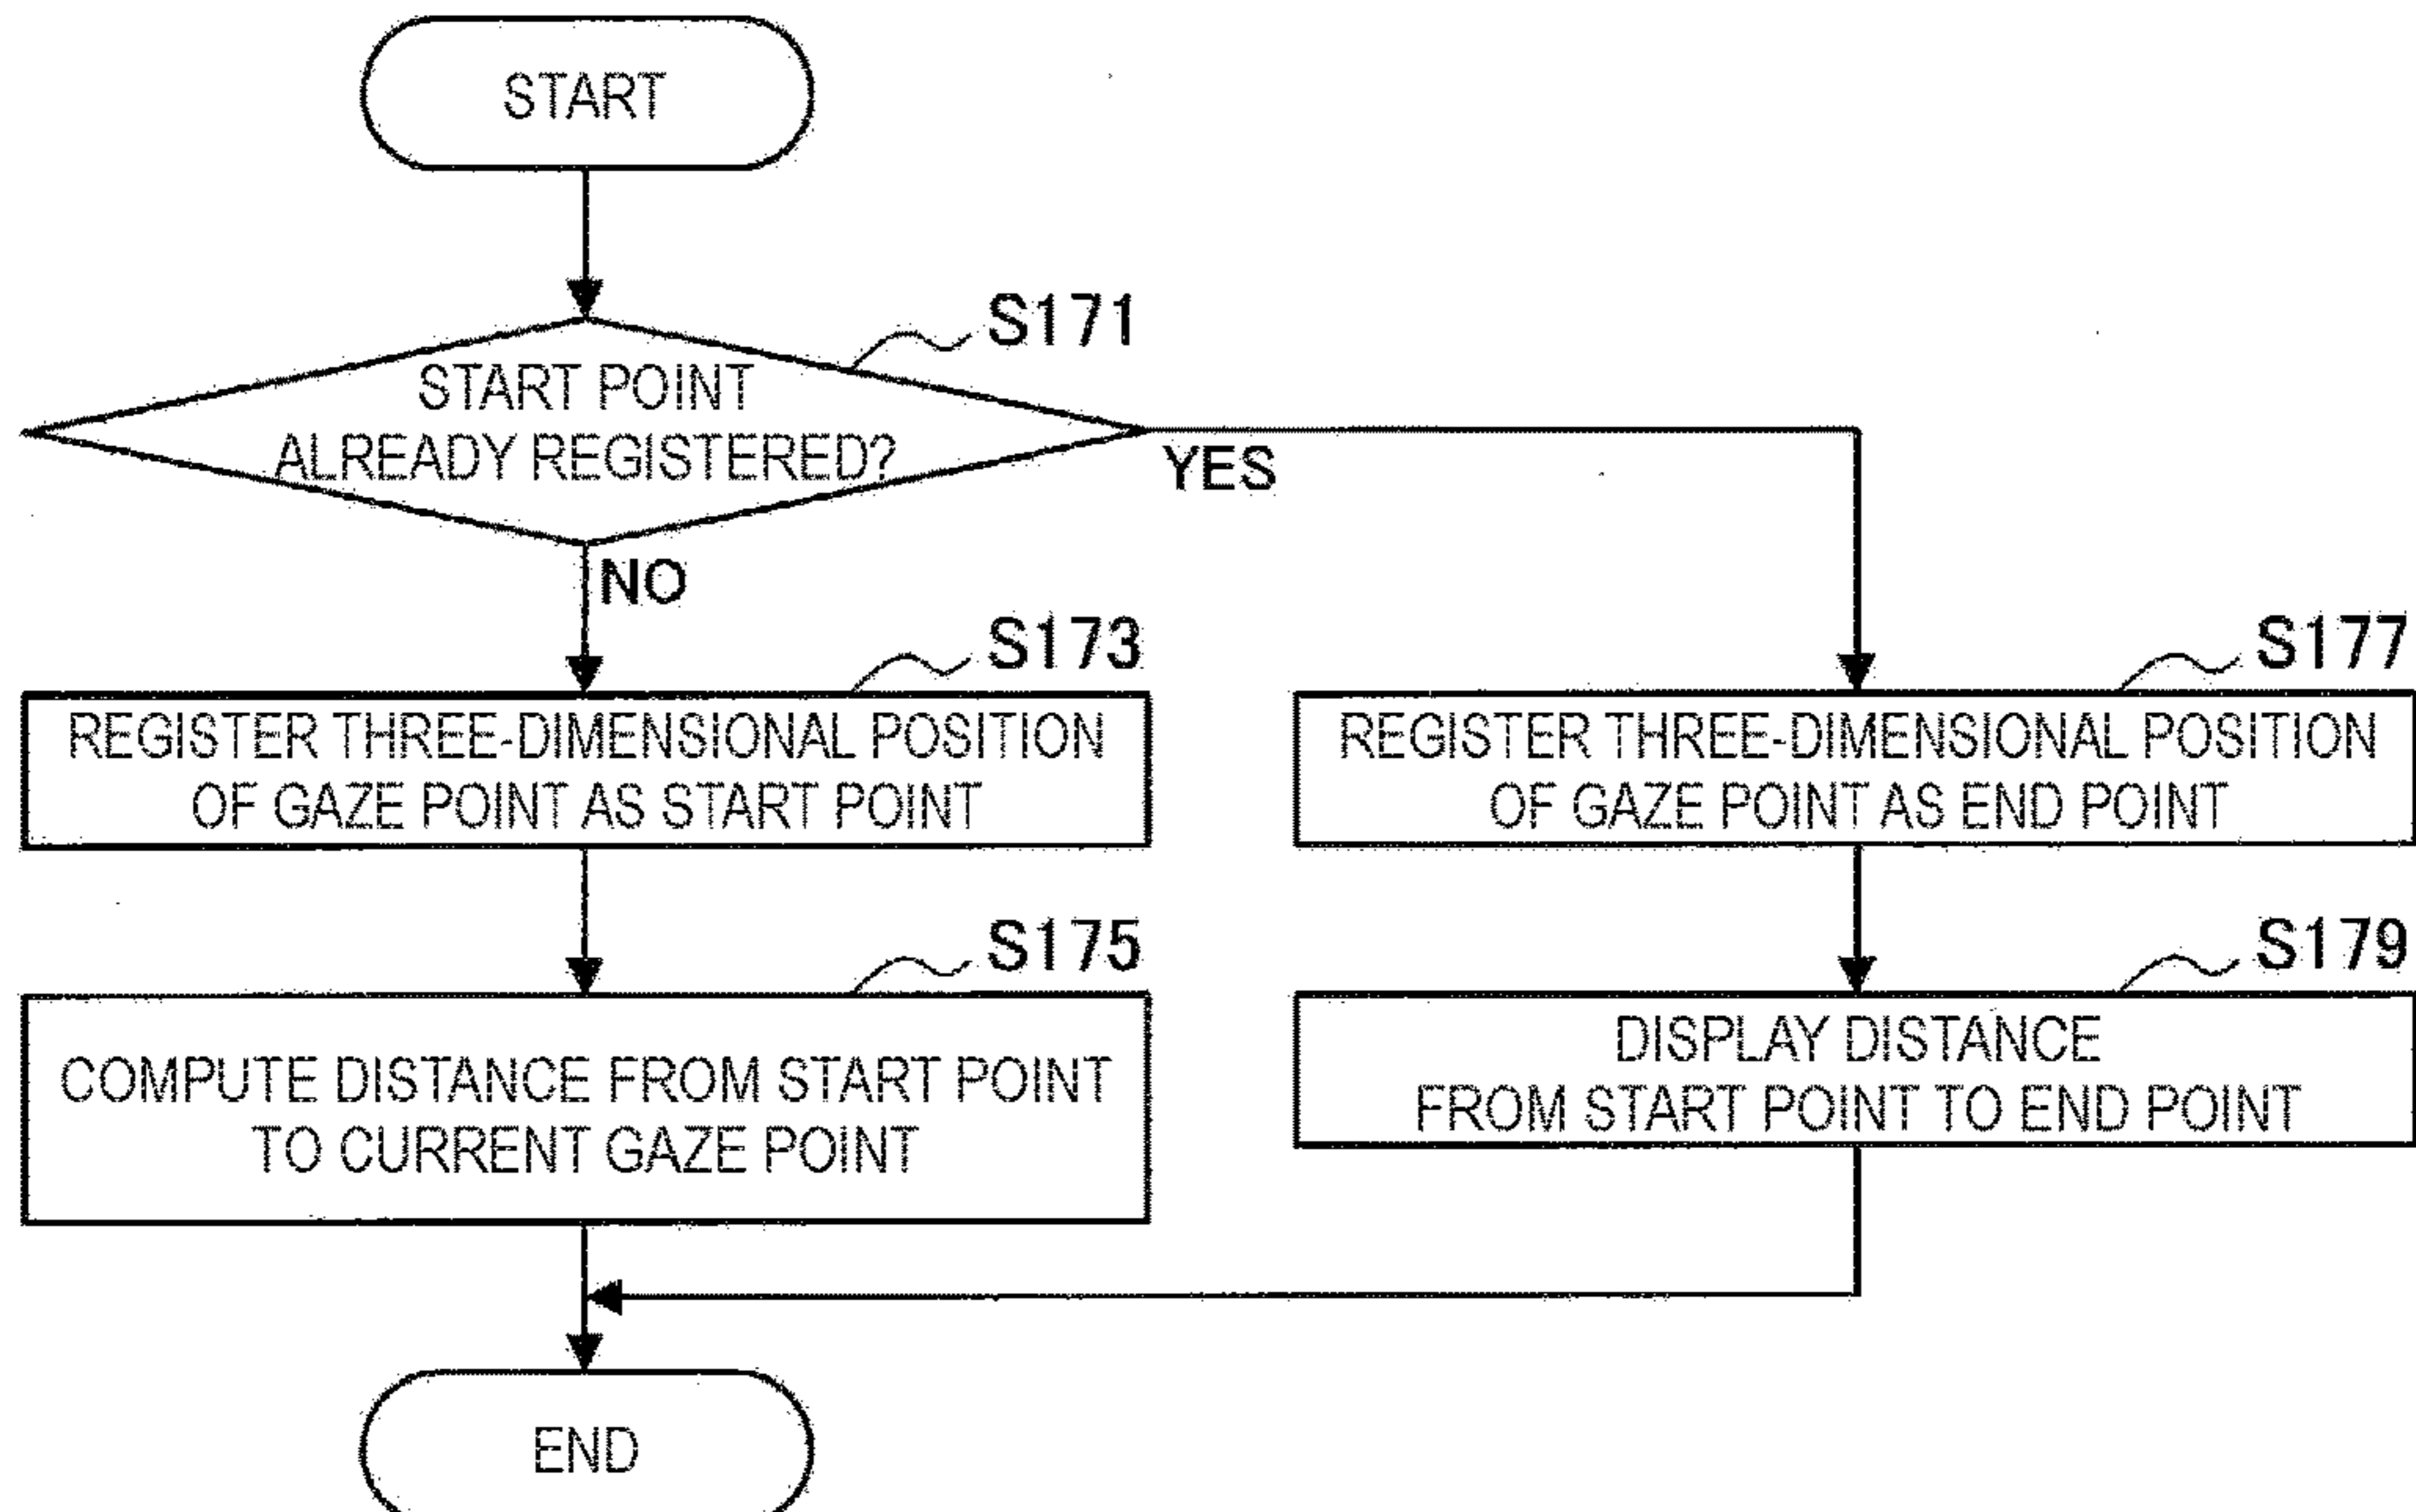 START
S171
START POINT
ALREADY REGISTERED?
YES
NO
S173
REGISTER THREE-DIMENSIONAL POSITION
OF GAZE POINT AS START POINT
S177
REGISTER THREE-DIMENSIONAL POSITION
OF GAZE POINT AS END POINT
S175
COMPUTE DISTANCE FROM START POINT
TO CURRENT GAZE POINT
S179
DISPLAY DISTANCE
FROM START POINT TO END POINT
END